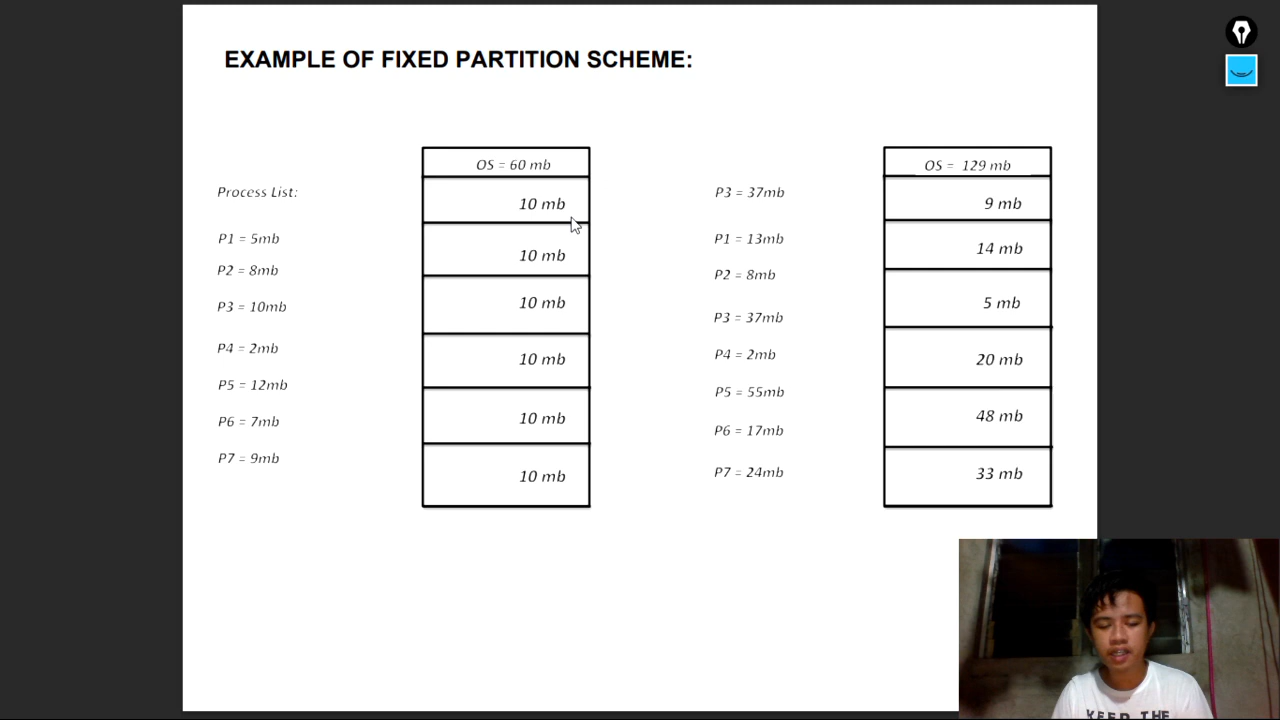 EXAMPLE OF FIXED PARTITION SCHEME:
Process List:
P1 = 5mb
P2 = 8mb
P3 = 10mb
P4 = 2mb
P5 = 12mb
P6 = 7mb
P7 = 9mb
OS = 60 mb
10 mb
10 mb
10 mb
10 mb
10 mb
10 mb
P3 = 37mb
P1 = 13mb
P2 = 8mb
P3 = 37mb
P4 = 2mb
P5 = 55mb
P6 = 17mb
P7 = 24mb
OS = 129 mb
9 mb
14 mb
5 mb
20 mb
48 mb
33 mb
KEEP THE